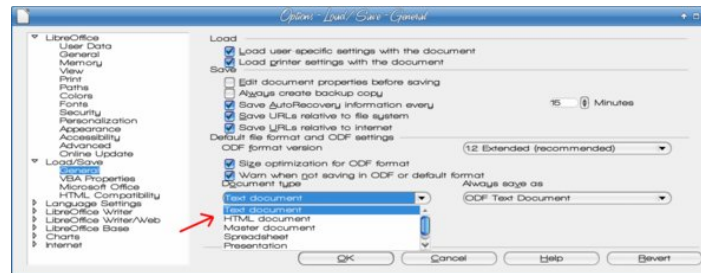 Options - Load/Save - General
LibreOffice
User Data
General
Memory
View
Print
Paths
Colors
Fonts
Security
Personalization
Appearance
Accessibility
Advanced
Online Update
Load/Save
General
VBA Properties
Microsoft Office
HTML Compatibility
Language Settings
LibreOffice Writer
LibreOffice Writer/Web
LibreOffice Base
Charts
Internet
Load
Load user-specific settings with the document
Load printer settings with the document
Save
Edit document properties before saving
Always create backup copy
Save AutoRecovery information every 15 Minutes
Save URLs relative to file system
Save URLs relative to internet
Default file format and ODF settings
ODF format version 1.2 Extended (recommended)
Size optimization for ODF format
Warn when not saving in ODF or default format
Document type Always save as
Text document ODF Text Document
Text document
HTML document
Master document
Spreadsheet
Presentation
OK Cancel Help Revert